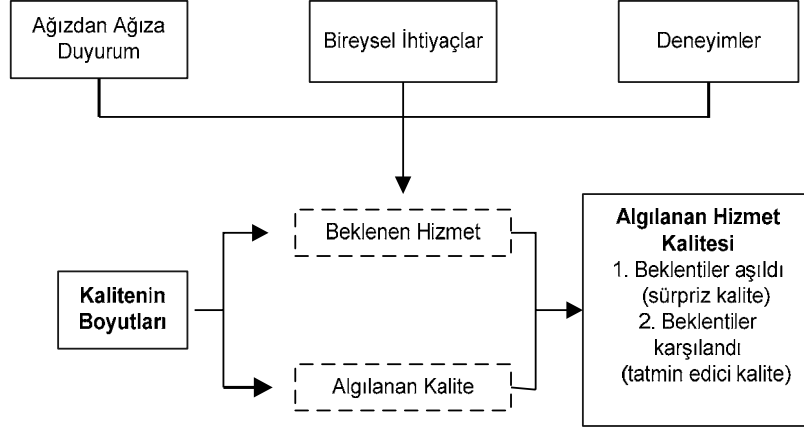 Ağızdan Ağıza
Duyurum
Bireysel İhtiyaçlar
Deneyimler
Beklenen Hizmet
Kalitenin
Boyutları
Algılanan Kalite
Algılanan Hizmet
Kalitesi
1. Beklentiler aşıldı
(sürpriz kalite)
2. Beklentiler
karşılandı
(tatmin edici kalite)